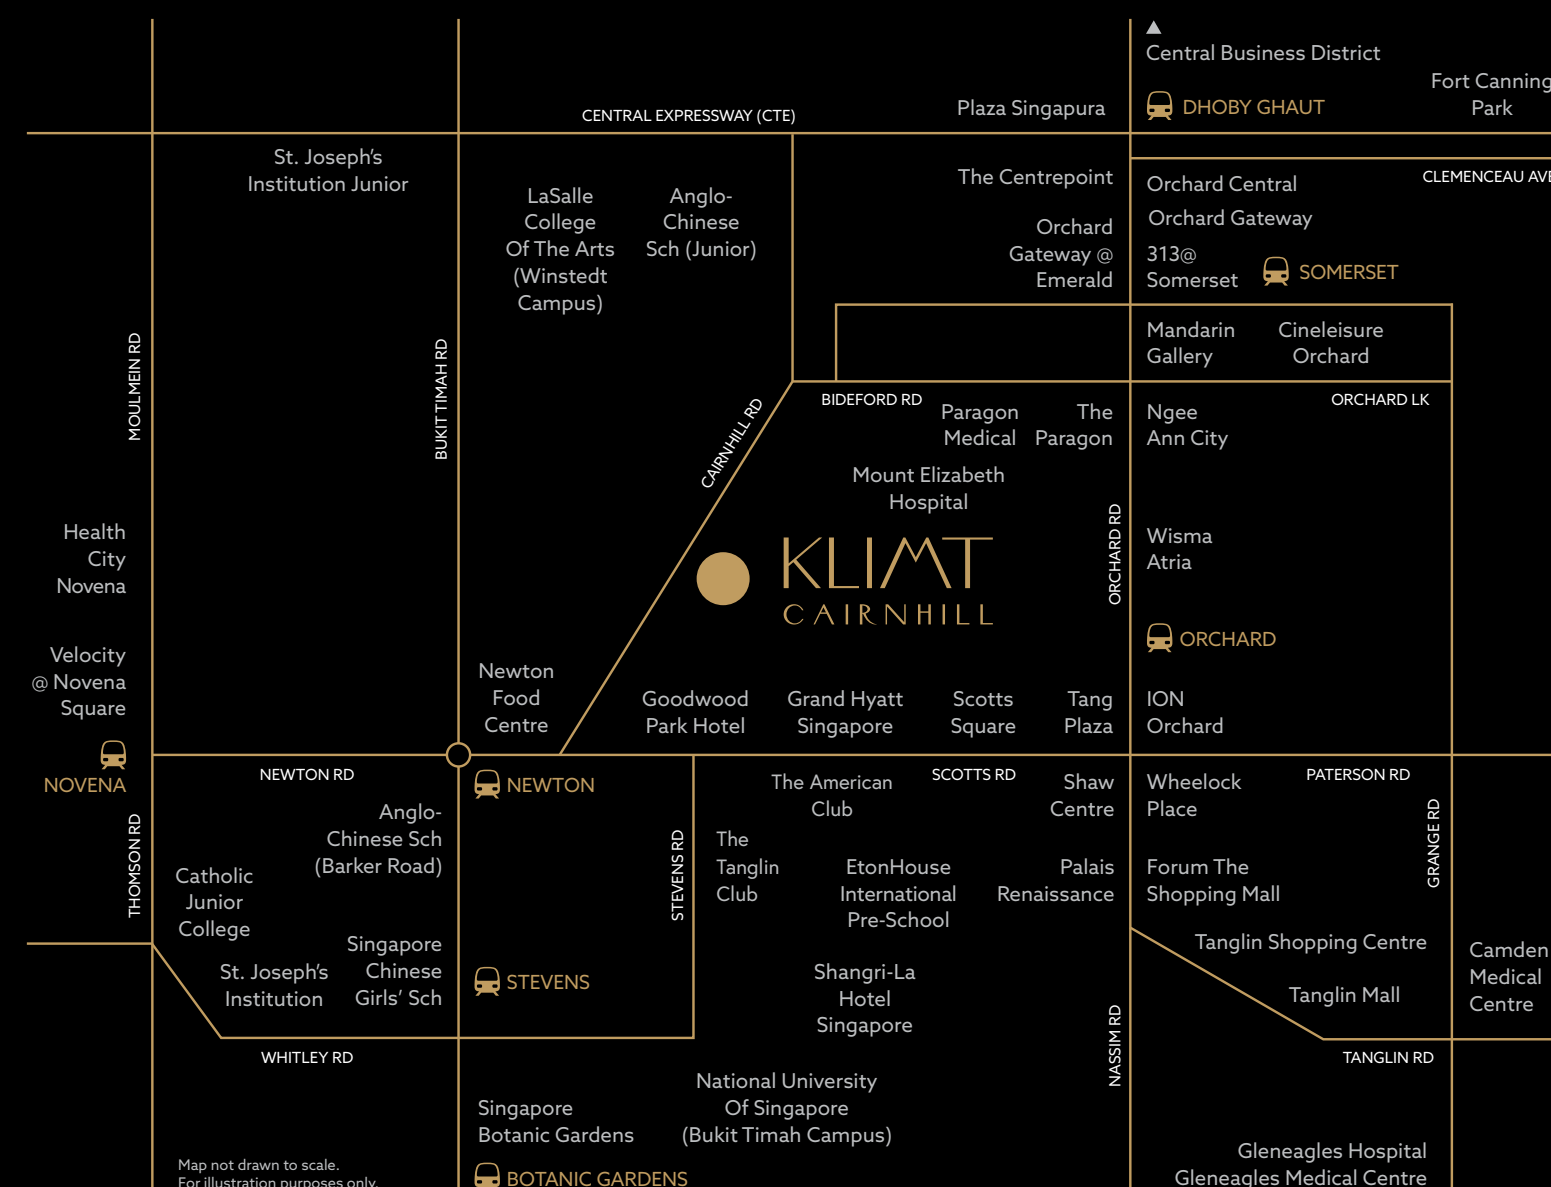 Central Business District
Fort Canning
Park
Plaza Singapura
DHOBY GHAUT
CENTRAL EXPRESSWAY (CTE)
St. Joseph's
Institution Junior
LaSalle
College
Of The Arts
(Winstedt
Campus)
Anglo-
Chinese
Sch (Junior)
The Centrepoint
Orchard
Gateway @
Emerald
Orchard Central
CLEMENCEAU AVE
Orchard Gateway
313@
Somerset
SOMERSET
Mandarin
Gallery
Cineleisure
Orchard
MOULMEIN RD
BUKIT TIMAH RD
CAIRNHILL RD
BIDEFORD RD
ORCHARD LK
Paragon
Medical
The
Paragon
Ngee
Ann City
Mount Elizabeth
Hospital
ORCHARD RD
Wisma
Atria
Health
City
Novena
KLIMT
CAIRNHILL
ORCHARD
Velocity
@ Novena
Square
Newton
Food
Centre
Goodwood
Park Hotel
Grand Hyatt
Singapore
Scotts
Square
Tang
Plaza
ION
Orchard
NOVENA
NEWTON RD
NEWTON
SCOTTS RD
PATERSON RD
The American
Club
Shaw
Centre
Wheelock
Place
THOMSON RD
Anglo-
Chinese Sch
(Barker Road)
STEVENS RD
The
Tanglin
Club
EtonHouse
International
Pre-School
Palais
Renaissance
Forum The
Shopping Mall
GRANGE RD
Catholic
Junior
College
Singapore
Chinese
Girls' Sch
St. Joseph's
Institution
STEVENS
Shangri-La
Hotel
Singapore
Tanglin Shopping Centre
Tanglin Mall
Camden
Medical
Centre
WHITLEY RD
NASSIM RD
TANGLIN RD
National University
Of Singapore
(Bukit Timah Campus)
Singapore
Botanic Gardens
BOTANIC GARDENS
Gleneagles Hospital
Gleneagles Medical Centre
Map not drawn to scale.
For illustration purposes only.